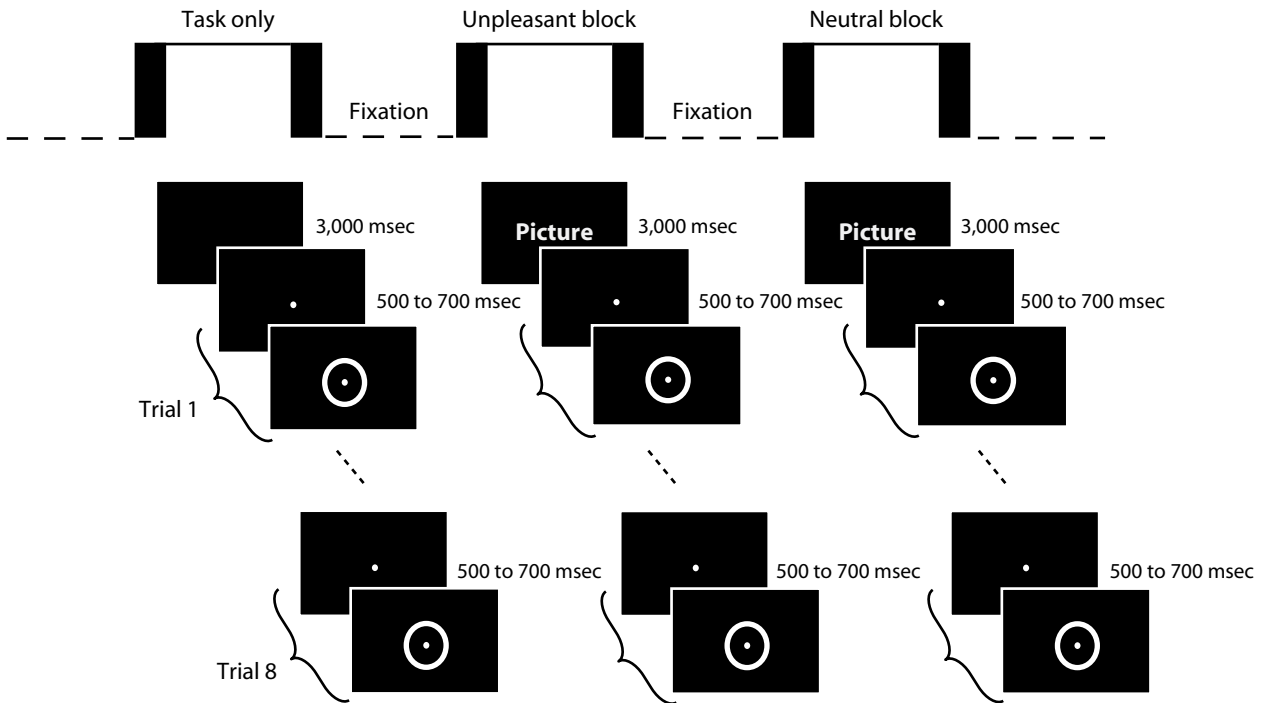 Task only
Unpleasant block
Neutral block
Fixation
Fixation
Picture
Picture
3,000 msec
3,000 msec
3,000 msec
500 to 700 msec
500 to 700 msec
500 to 700 msec
Trial 1
500 to 700 msec
500 to 700 msec
500 to 700 msec
Trial 8